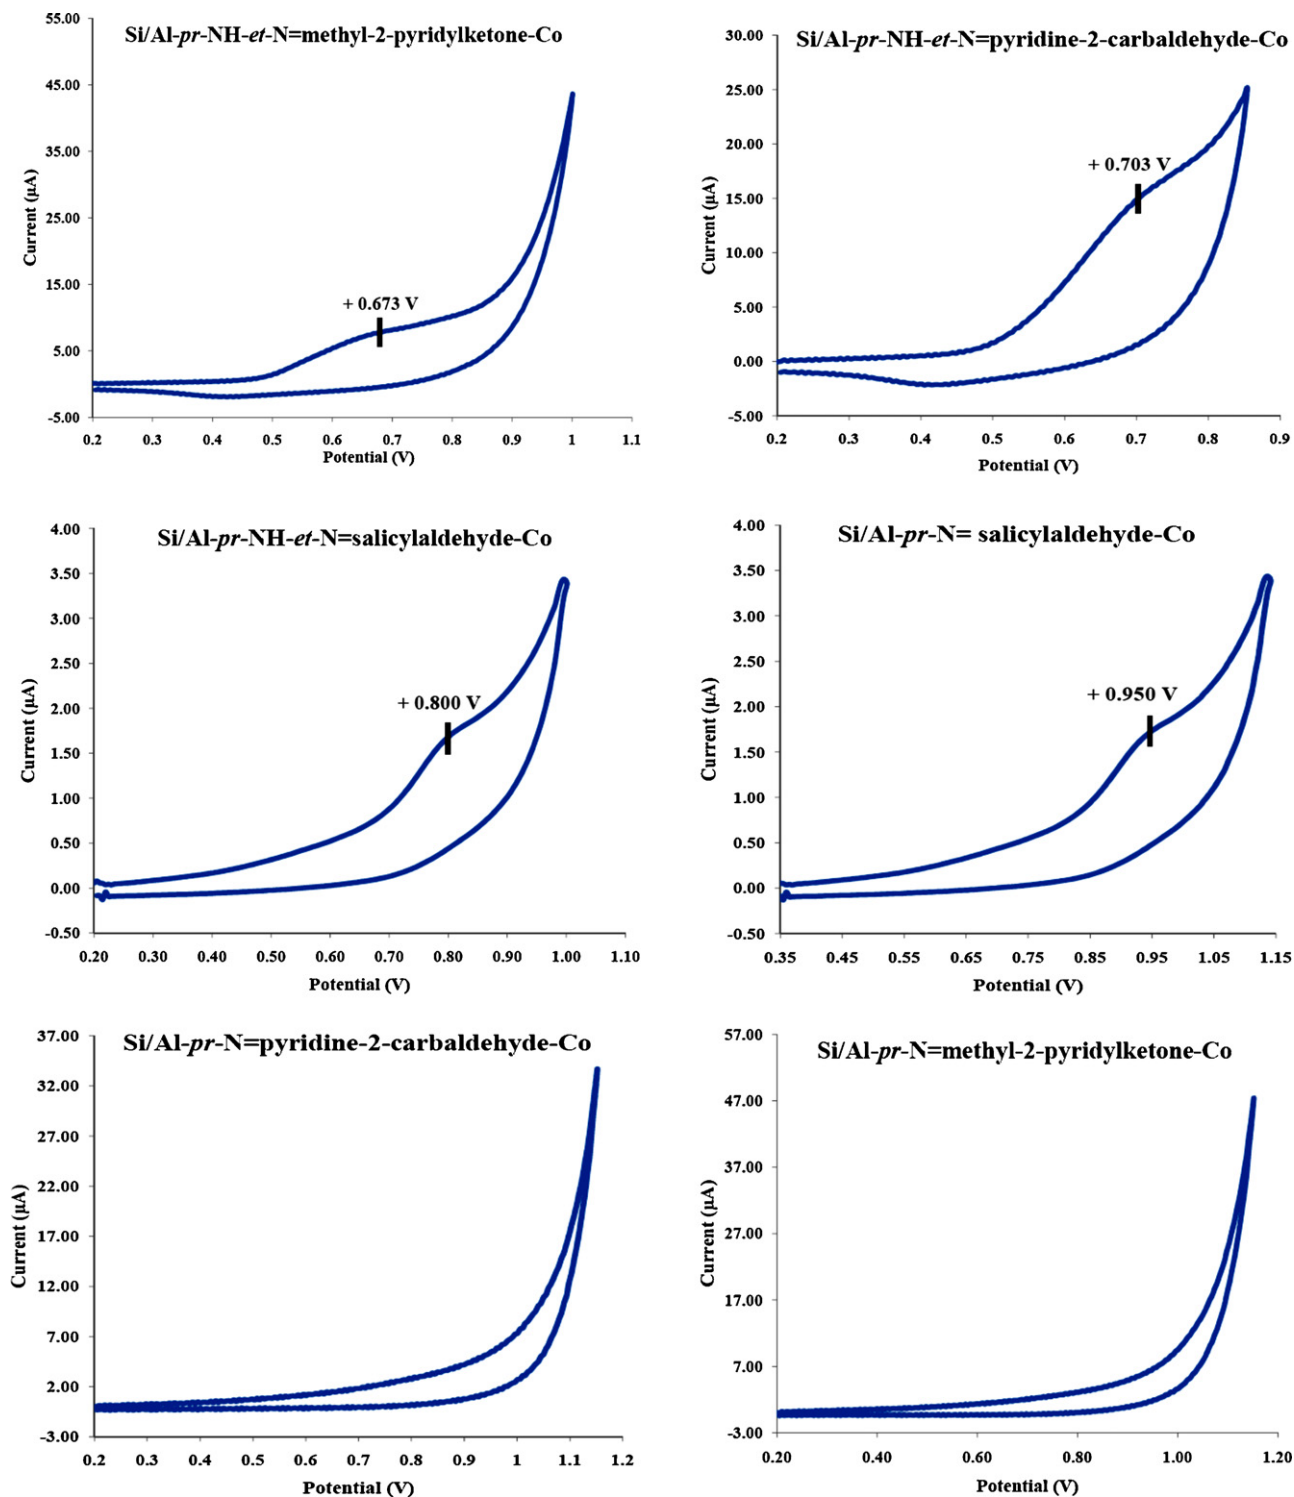 Si/Al-pr-NH-et-N=methyl-2-pyridylketone-Co
55.00
45.00
35.00
25.00
15.00
5.00
-5.00
Current (µA)
+ 0.673 V
0.2 0.3 0.4 0.5 0.6 0.7 0.8 0.9 1 1.1
Potential (V)
Si/Al-pr-NH-et-N=pyridine-2-carbaldehyde-Co
30.00
25.00
20.00
15.00
10.00
5.00
0.00
-5.00
Current (µA)
+ 0.703 V
0.2 0.3 0.4 0.5 0.6 0.7 0.8 0.9
Potential (V)
Si/Al-pr-NH-et-N=salicylaldehyde-Co
4.00
3.50
3.00
2.50
2.00
1.50
1.00
0.50
0.00
-0.50
Current (µA)
+ 0.800 V
0.20 0.30 0.40 0.50 0.60 0.70 0.80 0.90 1.00 1.10
Potential (V)
Si/Al-pr-N= salicylaldehyde-Co
4.00
3.50
3.00
2.50
2.00
1.50
1.00
0.50
0.00
-0.50
Current (µA)
+ 0.950 V
0.35 0.45 0.55 0.65 0.75 0.85 0.95 1.05 1.15
Potential (V)
Si/Al-pr-N=pyridine-2-carbaldehyde-Co
37.00
32.00
27.00
22.00
17.00
12.00
7.00
2.00
-3.00
Current (µA)
0.2 0.3 0.4 0.5 0.6 0.7 0.8 0.9 1 1.1 1.2
Potential (V)
Si/Al-pr-N=methyl-2-pyridylketone-Co
57.00
47.00
37.00
27.00
17.00
7.00
-3.00
Current (µA)
0.20 0.40 0.60 0.80 1.00 1.20
Potential (V)